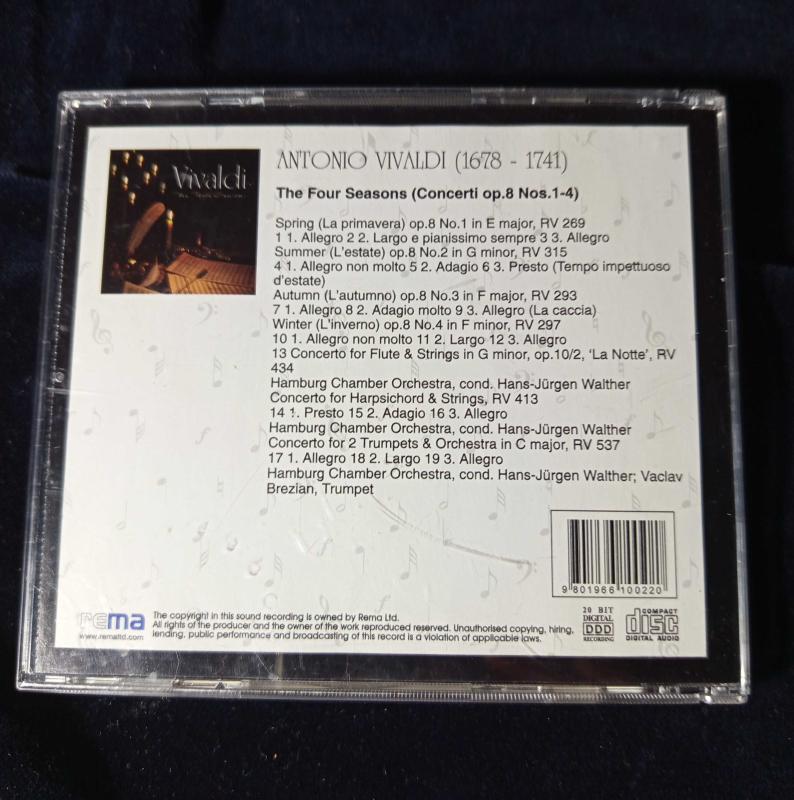 Vivaldi
ANTONIO VIVALDI (1678 - 1741)
The Four Seasons (Concerti op.8 Nos.1-4)
Spring (La primavera) op.8 No.1 in E major, RV 269
1 1. Allegro 2 2. Largo e pianissimo sempre 3 3. Allegro
Summer (L'estate) op.8 No.2 in G minor, RV 315
4 1. Allegro non molto 5 2. Adagio 6 3. Presto (Tempo impettuoso
d'estate)
Autumn (L'autumno) op.8 No.3 in F major, RV 293
7 1. Allegro 8 2. Adagio molto 9 3. Allegro (La caccia)
Winter (L'inverno) op.8 No.4 in F minor, RV 297
10 1. Allegro non molto 11 2. Largo 12 3. Allegro
13 Concerto for Flute & Strings in G minor, op.10/2, 'La Notte', RV
434
Hamburg Chamber Orchestra, cond. Hans-Jürgen Walther
Concerto for Harpsichord & Strings, RV 413
14 1. Presto 15 2. Adagio 16 3. Allegro
Hamburg Chamber Orchestra, cond. Hans-Jürgen Walther
Concerto for 2 Trumpets & Orchestra in C major, RV 537
17 1. Allegro 18 2. Largo 19 3. Allegro
Hamburg Chamber Orchestra, cond. Hans-Jürgen Walther; Vaclav
Brezian, Trumpet
9 801966 100220
rema
www.remaltd.com
The copyright in this sound recording is owned by Rema Ltd.
All rights of the producer and the owner of the work reproduced reserved. Unauthorised copying, hiring,
lending, public performance and broadcasting of this record is a violation of applicable laws.
20 BIT
DIGITAL
DDD
RECORDING
COMPACT
disc
DIGITAL AUDIO